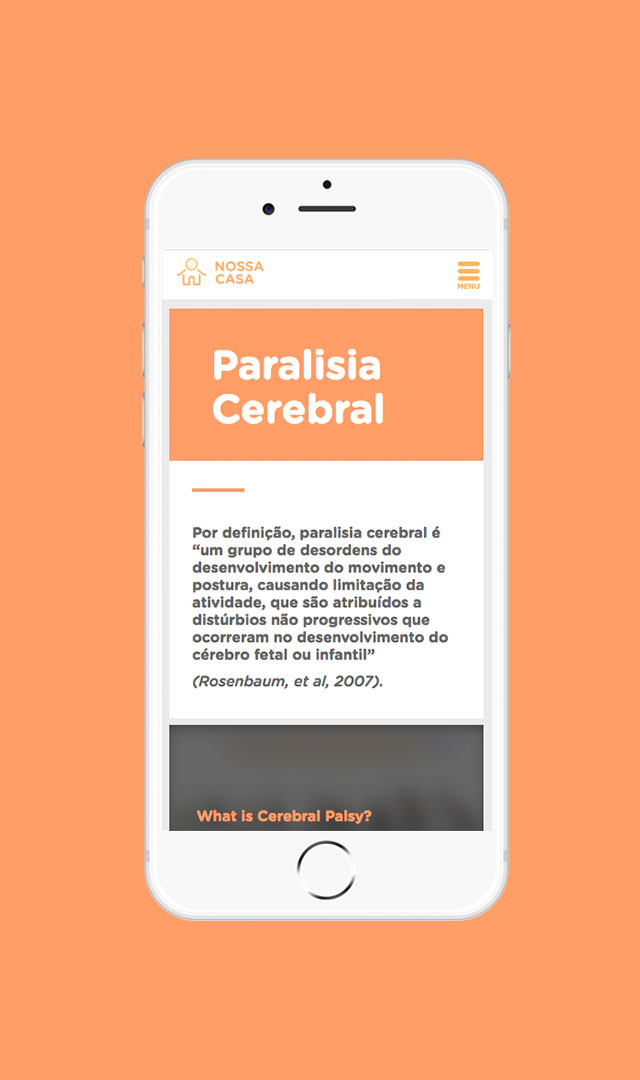 NOSSA
CASA
MENU
Paralisia
Cerebral
Por definição, paralisia cerebral é
“um grupo de desordens do
desenvolvimento do movimento e
postura, causando limitação da
atividade, que são atribuídos a
distúrbios não progressivos que
ocorreram no desenvolvimento do
cérebro fetal ou infantil”
(Rosenbaum, et al, 2007).
What is Cerebral Palsy?